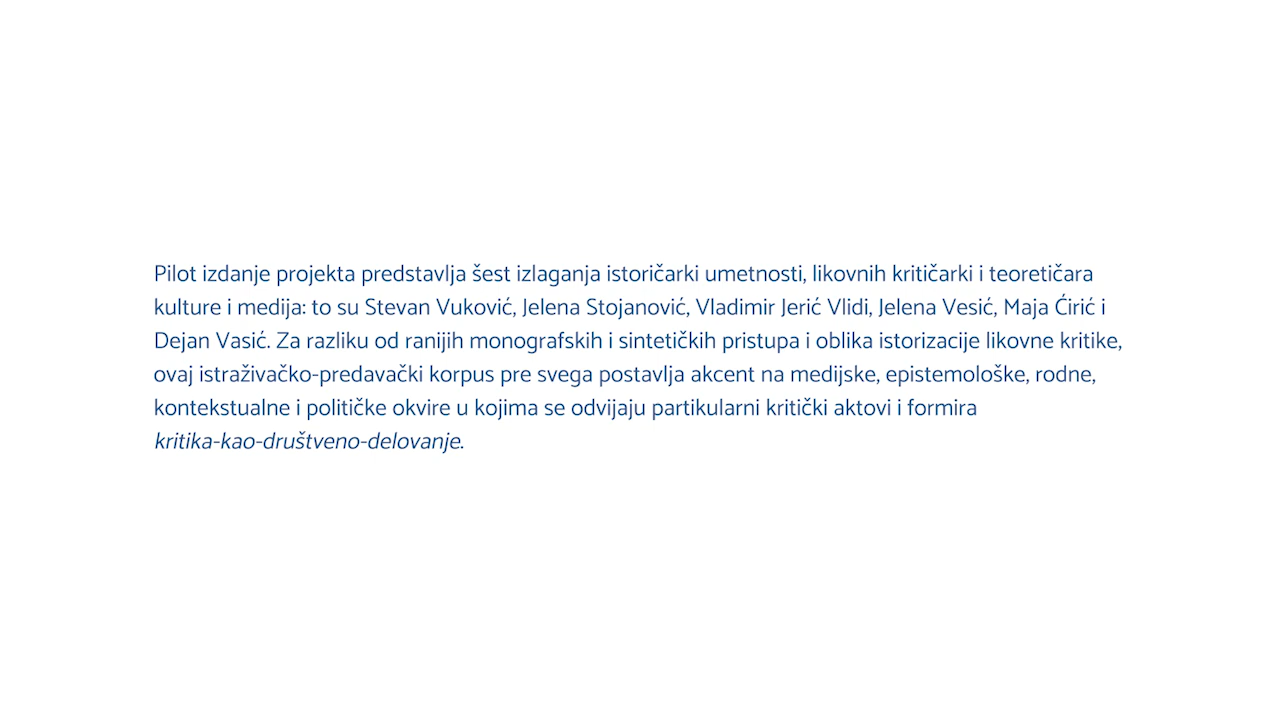 Pilot izdanje projekta predstavlja šest izlaganja istoričarki umetnosti, likovnih kritičarki i teoretičara
kulture i medija: to su Stevan Vuković, Jelena Stojanović, Vladimir Jerić Vlidi, Jelena Vesić, Maja Ćirić i
Dejan Vasić. Za razliku od ranijih monografskih i sintetičkih pristupa i oblika istorizacije likovne kritike,
ovaj istraživačko-predavački korpus pre svega postavlja akcent na medijske, epistemološke, rodne,
kontekstualne i političke okvire u kojima se odvijaju partikularni kritički aktovi i formira
kritika-kao-društveno-delovanje.